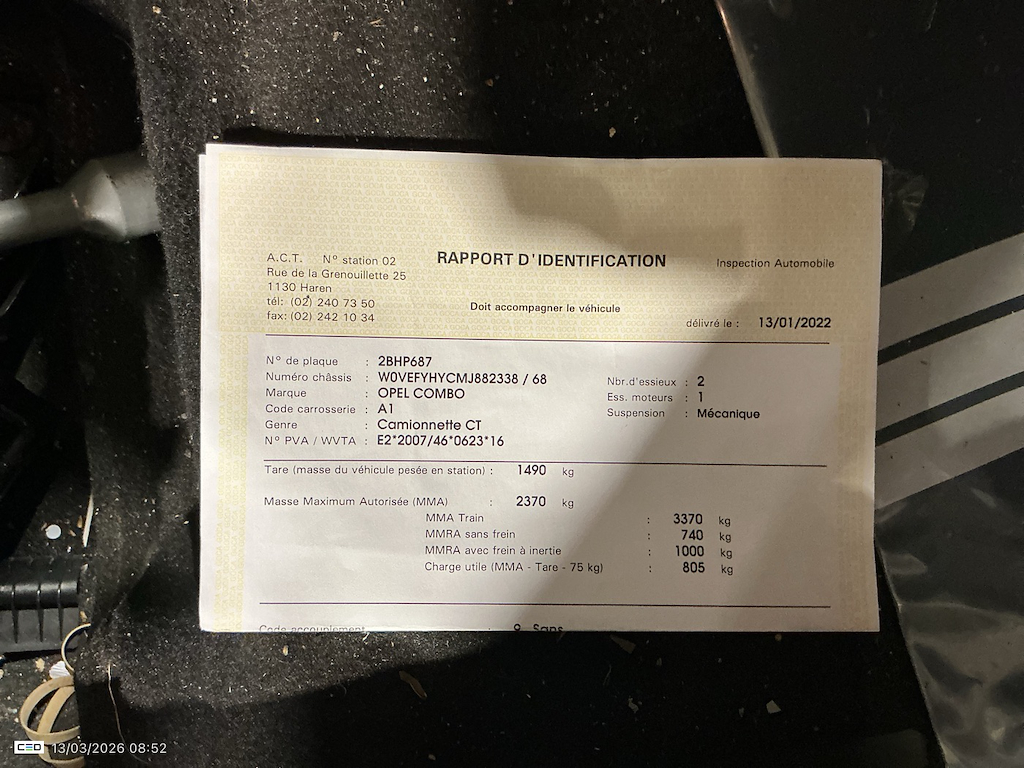 RAPPORT D'IDENTIFICATION
A.C.T. N° station 02
Rue de la Grenouillette 25
1130 Haren
tél: (02) 240 73 50
fax: (02) 242 10 34
Inspection Automobile
Doit accompagner le véhicule
délivré le : 13/01/2022
N° de plaque : 2BHP687
Numéro châssis : W0VEFYHYCMJ882338 / 68
Marque : OPEL COMBO
Code carrosserie : A1
Genre : Camionnette CT
N° PVA / WVTA : E2*2007/46*0623*16
Nbr.d'essieux : 2
Ess. moteurs : 1
Suspension : Mécanique
Tare (masse du véhicule pesée en station) : 1490 kg
Masse Maximum Autorisée (MMA) : 2370 kg
MMA Train : 3370 kg
MMRA sans frein : 740 kg
MMRA avec frein à inertie : 1000 kg
Charge utile (MMA - Tare - 75 kg) : 805 kg
Code accouplement : 9 Sans
13/03/2026 08:52